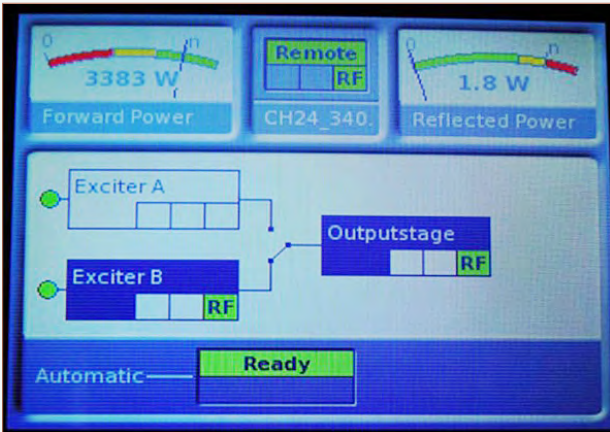 0 n
3383 W
Forward Power
Remote
RF
CH24_340.
0 n
1.8 W
Reflected Power
Exciter A
Outputstage
RF
Exciter B
RF
Automatic
Ready